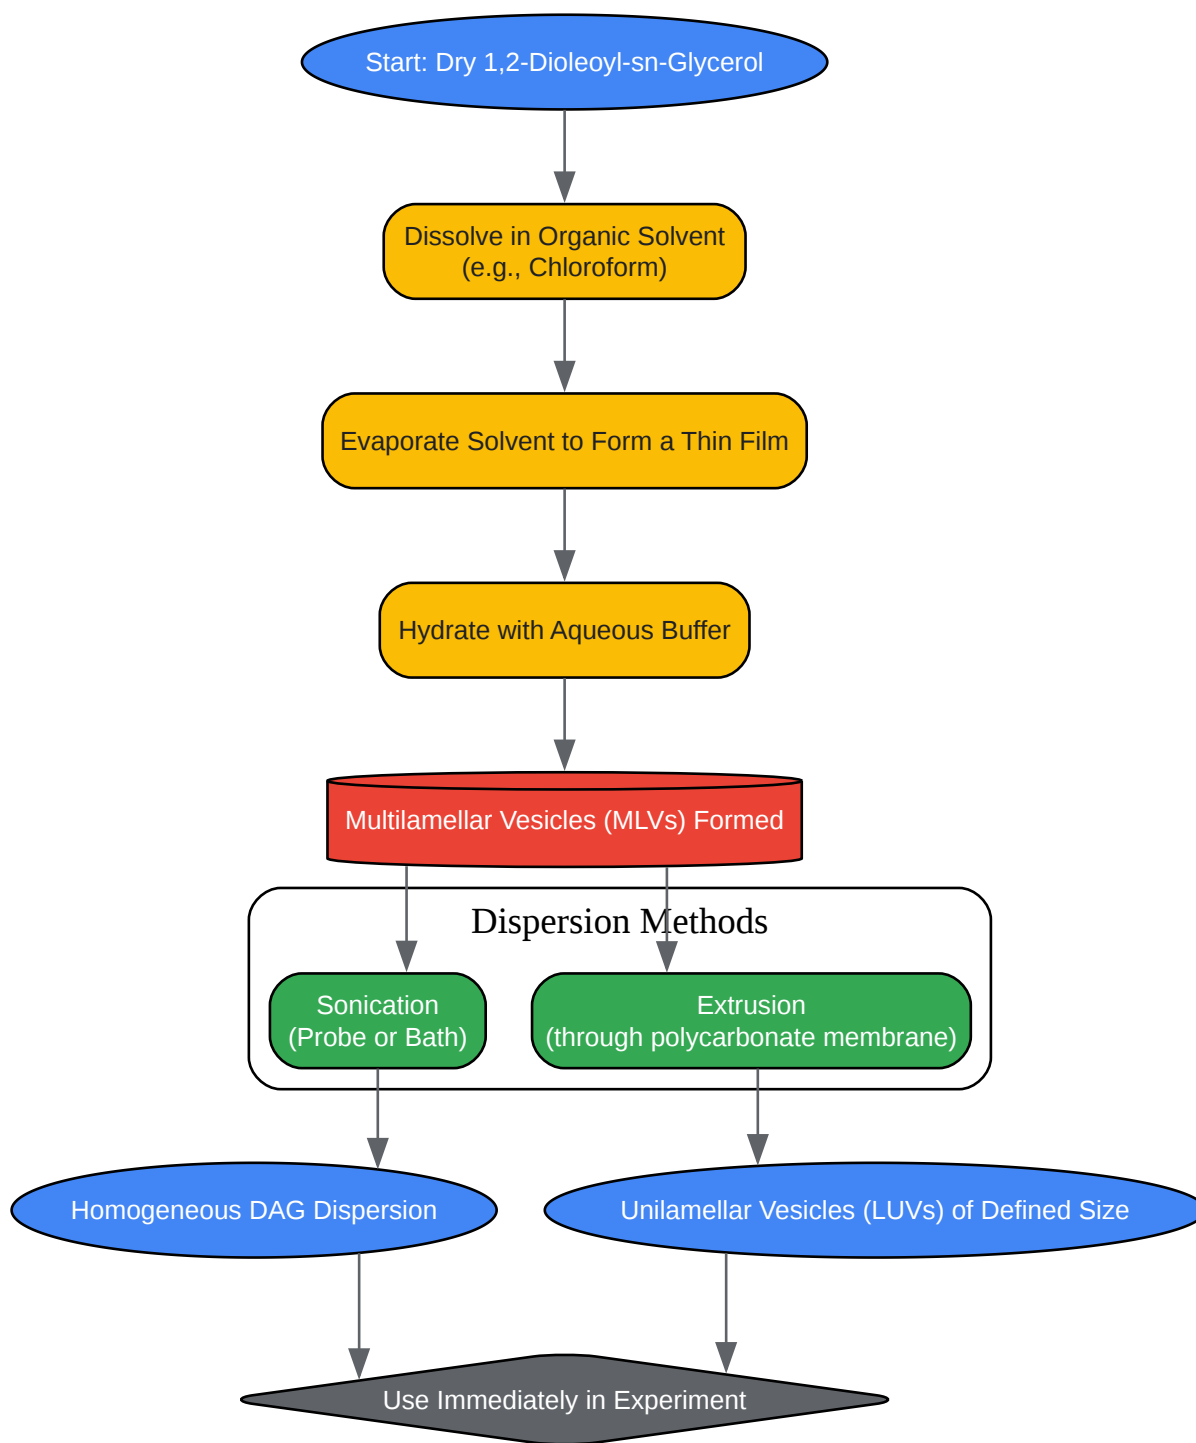 Start: Dry 1,2-Dioleoyl-sn-Glycerol
Dissolve in Organic Solvent
(e.g., Chloroform)
Evaporate Solvent to Form a Thin Film
Hydrate with Aqueous Buffer
Multilamellar Vesicles (MLVs) Formed
Dispersion Methods
Sonication
(Probe or Bath)
Extrusion
(through polycarbonate membrane)
Homogeneous DAG Dispersion
Unilamellar Vesicles (LUVs) of Defined Size
Use Immediately in Experiment